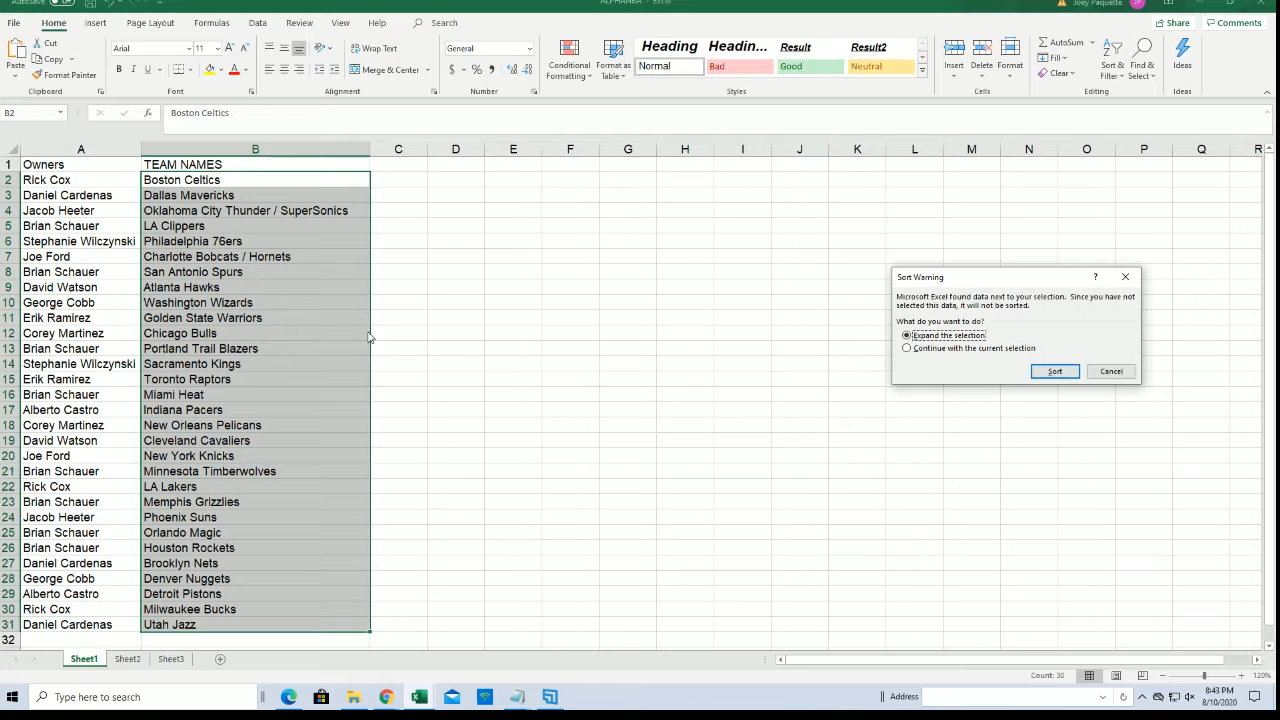 AutoSave
ALPHNBA - Excel
Joey Paquette
JP
File Home Insert Page Layout Formulas Data Review View Help Search
Share Comments
Paste Cut Copy Format Painter
Clipboard
Arial 11 A A
B I U
Font
Wrap Text
Merge & Center
Alignment
General
$ % ,
Number
Conditional Formatting
Format as Table
Heading Headin... Result Result2
Normal Bad Good Neutral
Styles
Insert Delete Format
Cells
AutoSum
Fill
Clear
Sort & Filter
Find & Select
Editing
Ideas
Ideas
B2 fx Boston Celtics
A B C D E F G H I J K L M N O P Q R
1 Owners TEAM NAMES
2 Rick Cox Boston Celtics
3 Daniel Cardenas Dallas Mavericks
4 Jacob Heeter Oklahoma City Thunder / SuperSonics
5 Brian Schauer LA Clippers
6 Stephanie Wilczynski Philadelphia 76ers
7 Joe Ford Charlotte Bobcats / Hornets
8 Brian Schauer San Antonio Spurs
9 David Watson Atlanta Hawks
10 George Cobb Washington Wizards
11 Erik Ramirez Golden State Warriors
12 Corey Martinez Chicago Bulls
13 Brian Schauer Portland Trail Blazers
14 Stephanie Wilczynski Sacramento Kings
15 Erik Ramirez Toronto Raptors
16 Brian Schauer Miami Heat
17 Alberto Castro Indiana Pacers
18 Corey Martinez New Orleans Pelicans
19 David Watson Cleveland Cavaliers
20 Joe Ford New York Knicks
21 Brian Schauer Minnesota Timberwolves
22 Rick Cox LA Lakers
23 Brian Schauer Memphis Grizzlies
24 Jacob Heeter Phoenix Suns
25 Brian Schauer Orlando Magic
26 Brian Schauer Houston Rockets
27 Daniel Cardenas Brooklyn Nets
28 George Cobb Denver Nuggets
29 Alberto Castro Detroit Pistons
30 Rick Cox Milwaukee Bucks
31 Daniel Cardenas Utah Jazz
32
Sort Warning ?
Microsoft Excel found data next to your selection. Since you have not
selected this data, it will not be sorted.
What do you want to do?
Expand the selection
Continue with the current selection
Sort Cancel
Sheet1 Sheet2 Sheet3
Count: 30 120%
Type here to search
Address
8:43 PM
8/10/2020